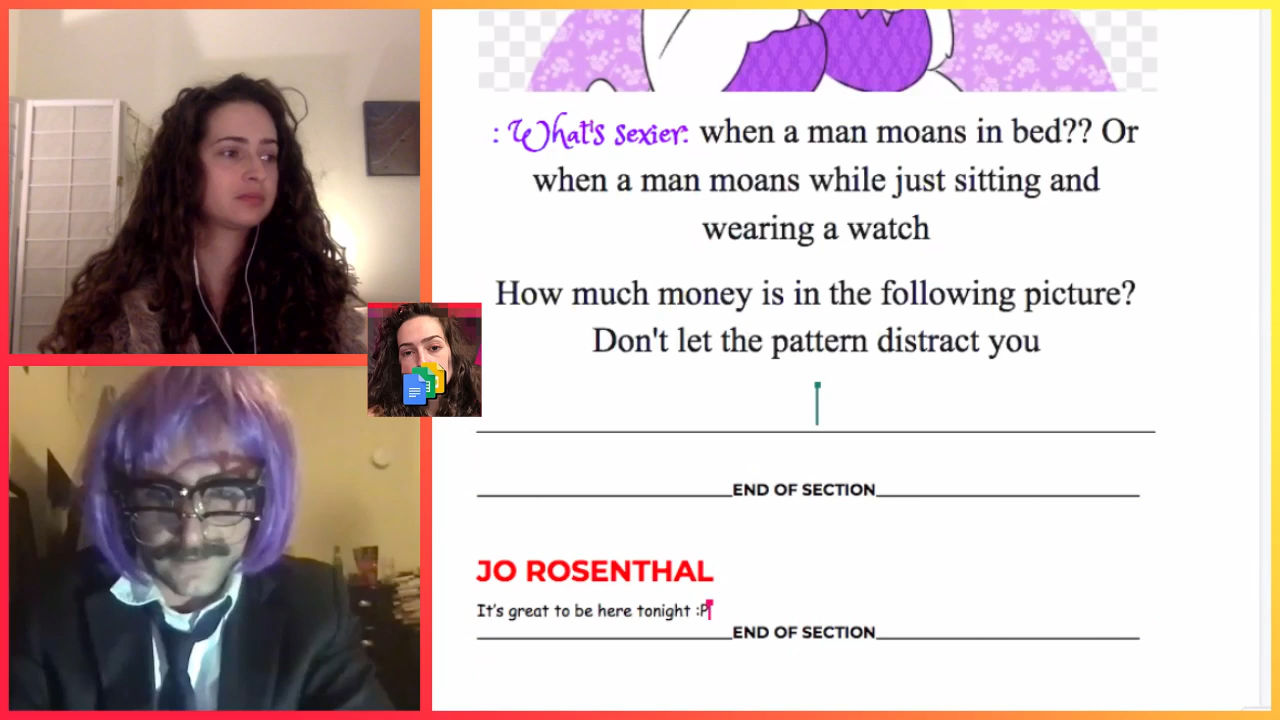 : What's sexier: when a man moans in bed?? Or
when a man moans while just sitting and
wearing a watch
How much money is in the following picture?
Don't let the pattern distract you
END OF SECTION
JO ROSENTHAL
It's great to be here tonight :P
END OF SECTION